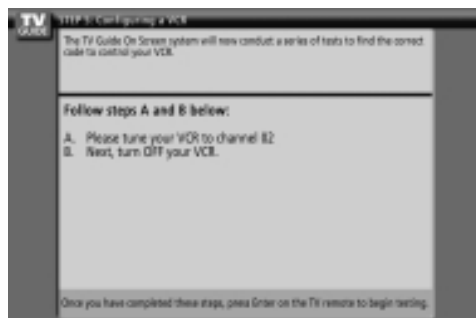 TV
GUIDE
STEP 5: Configuring a VCR
The TV Guide On Screen system will now conduct a series of tests to find the correct
code to control your VCR.
Follow steps A and B below:
A. Please tune your VCR to channel 02
B. Next, turn OFF your VCR.
Once you have completed these steps, press Enter on the TV remote to begin testing.